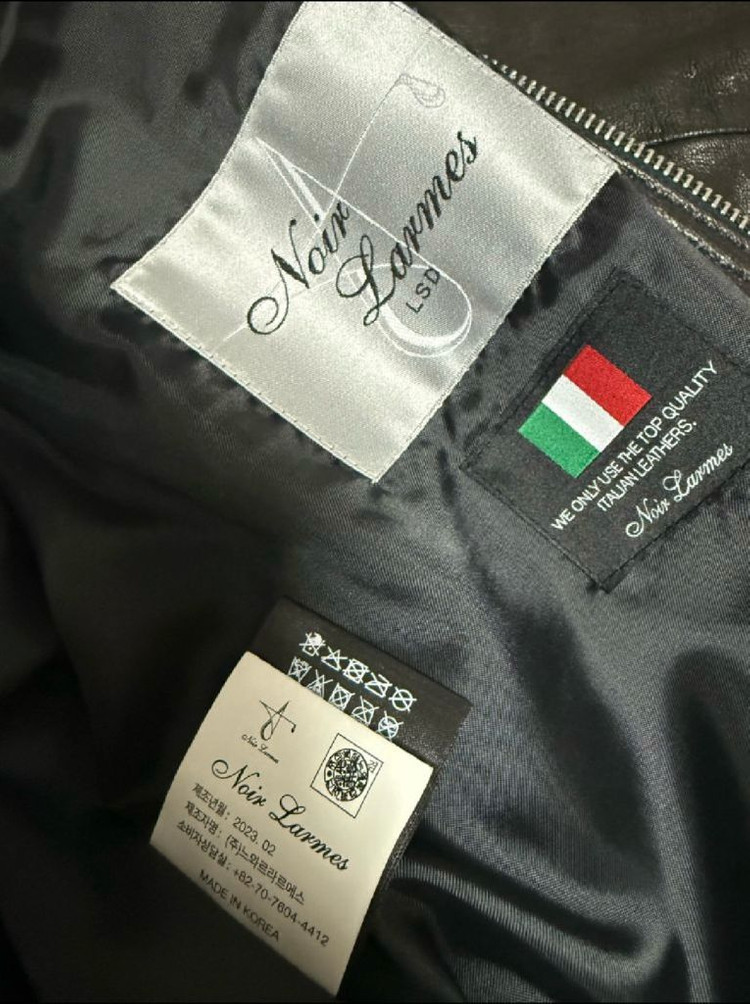 Noir
Larmes
LSD
WE ONLY USE THE TOP QUALITY
ITALIAN LEATHERS.
Noir Larmes
Noir Larmes
검
Noir Larmes
제조년월 : 2023. 02
제조자명 : (주)느와르라르메스
소비자상담실 : +82-70-7604-4412
MADE IN KOREA